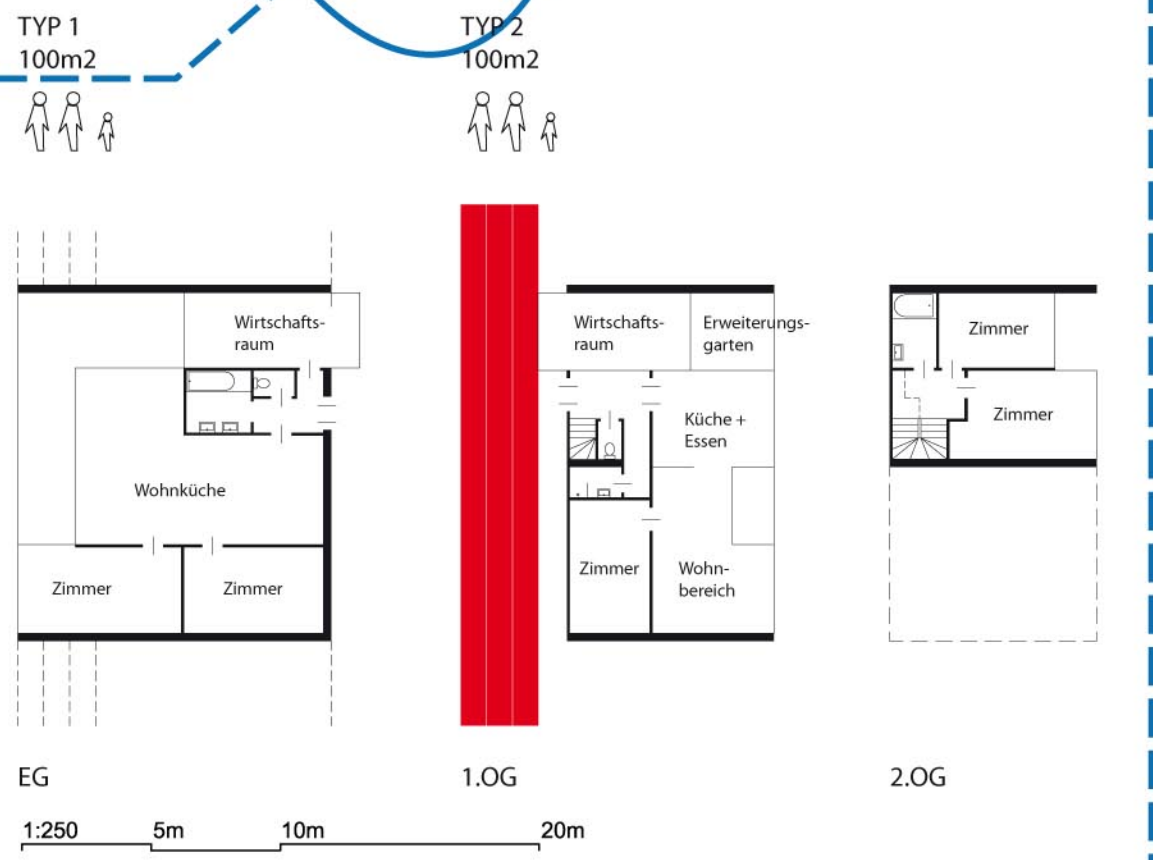 TYP 1
100m2
TYP 2
100m2
Wirtschafts-
raum
Wohnküche
Zimmer
Zimmer
Wirtschafts-
raum
Erweiterungs-
garten
Küche +
Essen
Zimmer
Wohn-
bereich
Zimmer
Zimmer
EG
1.OG
2.OG
1:250
5m
10m
20m